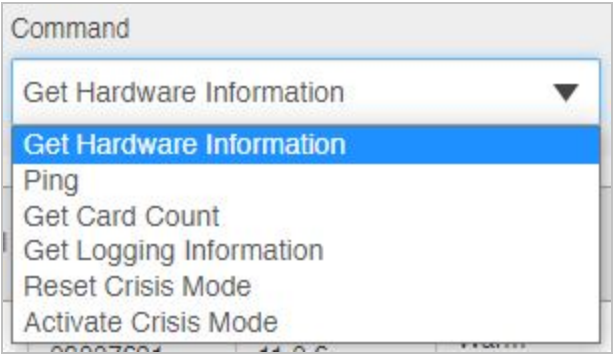 Command
Get Hardware Information
Get Hardware Information
Ping
Get Card Count
Get Logging Information
Reset Crisis Mode
Activate Crisis Mode